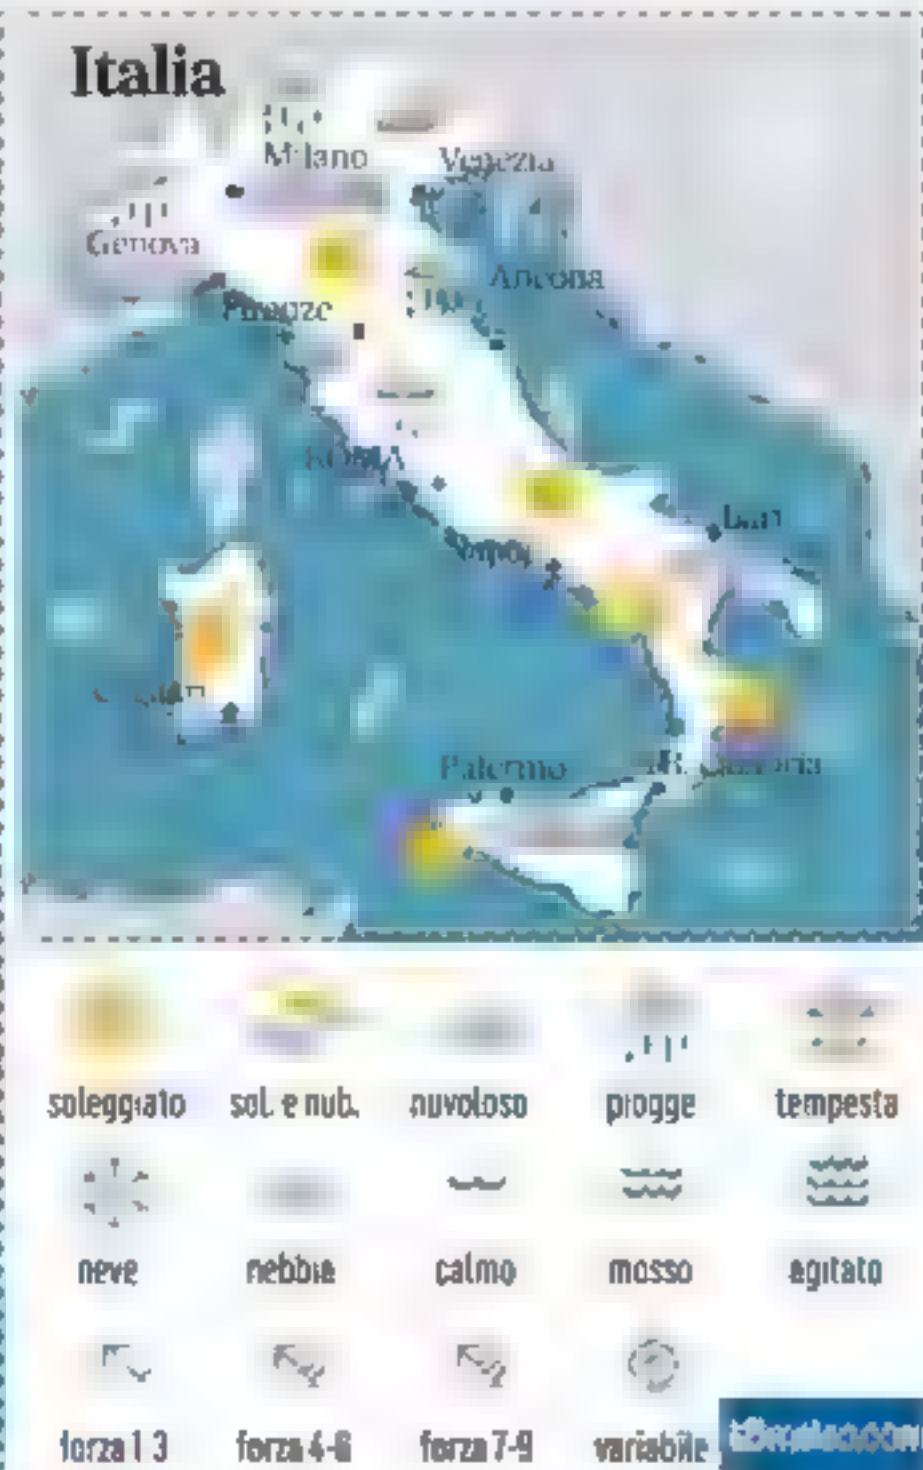 Italia
Milano
Venezia
Genova
Ancona
Firenze
ROMA
Bari
Napoli
Palermo
R. Calabria
soleggiato sol. e nub. nuvoloso piogge tempesta
neve nebbia calmo mosso agitato
forza 1 3 forza 4-6 forza 7-9 variabile